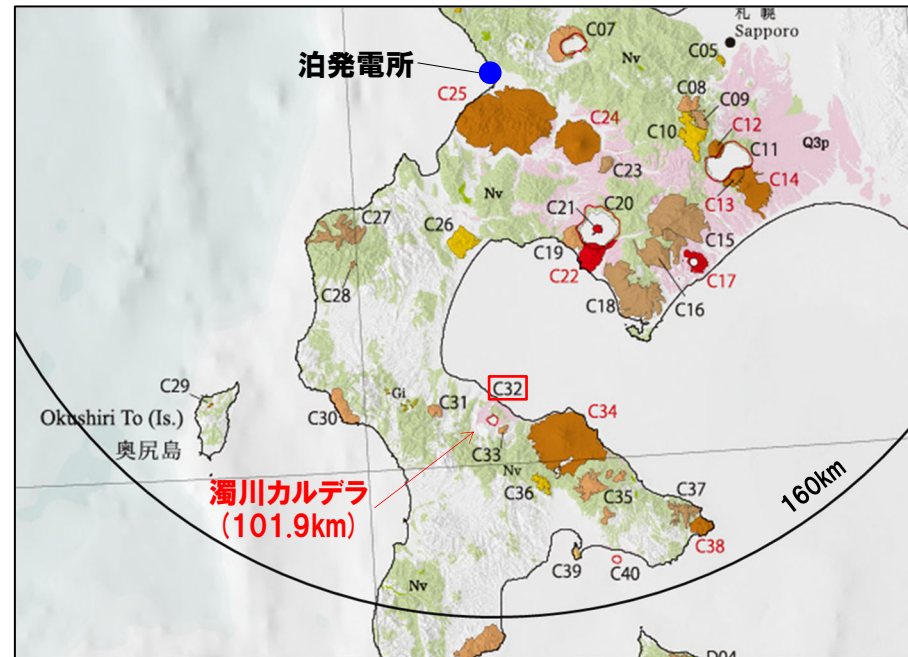 札幌
Sapporo
C07
Nv
C05
泊発電所
C25
C24
C08
C09
C10
C12
C11
Q3p
C23
C14
C13
Nv
C27
C26
C21
C20
C19
C15
C22
C17
C28
C18
C16
C29
C32
Okushiri To (Is.)
奥尻島
Gi
C30
C31
C34
C33
Nv
濁川カルデラ
(101.9km)
C36
C35
C37
160km
C38
C39
C40
Nv
D04